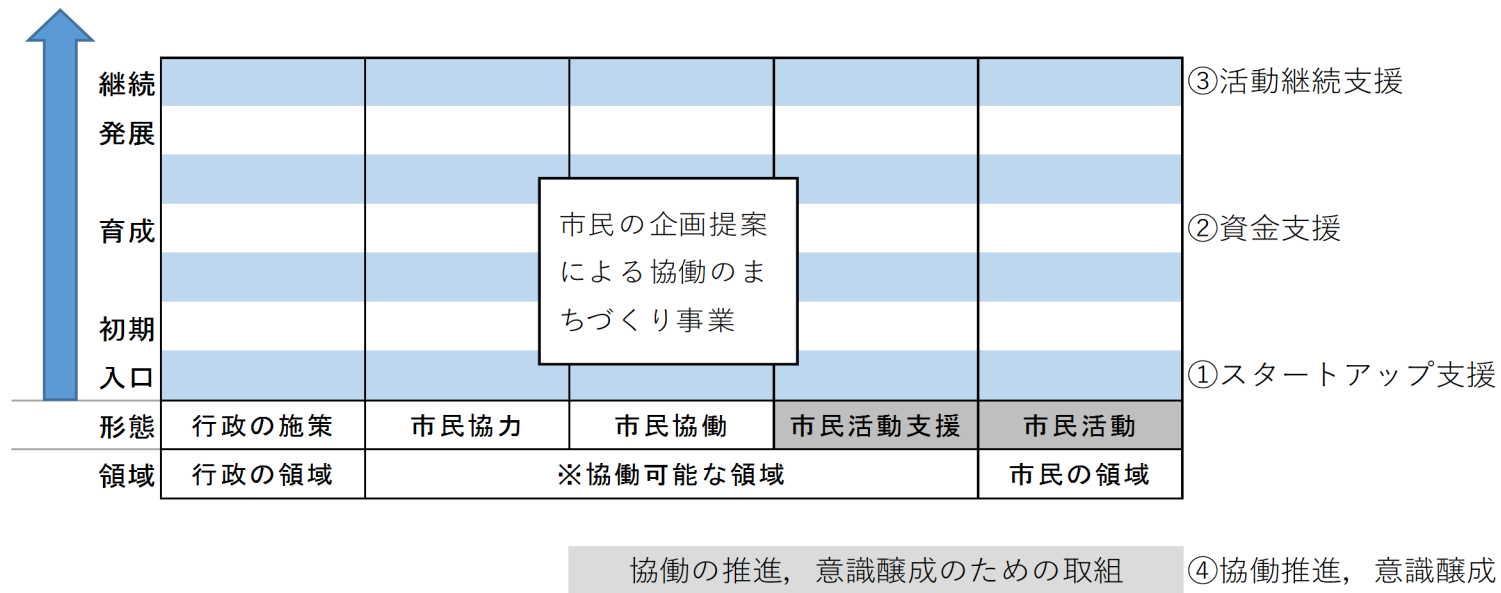 継続
③活動継続支援
発展
育成
②資金支援
市民の企画提案
による協働のま
ちづくり事業
初期
入口
①スタートアップ支援
形態 行政の施策 市民協力 市民協働 市民活動支援 市民活動
領域 行政の領域 ※協働可能な領域 市民の領域
協働の推進，意識醸成のための取組
④協働推進，意識醸成